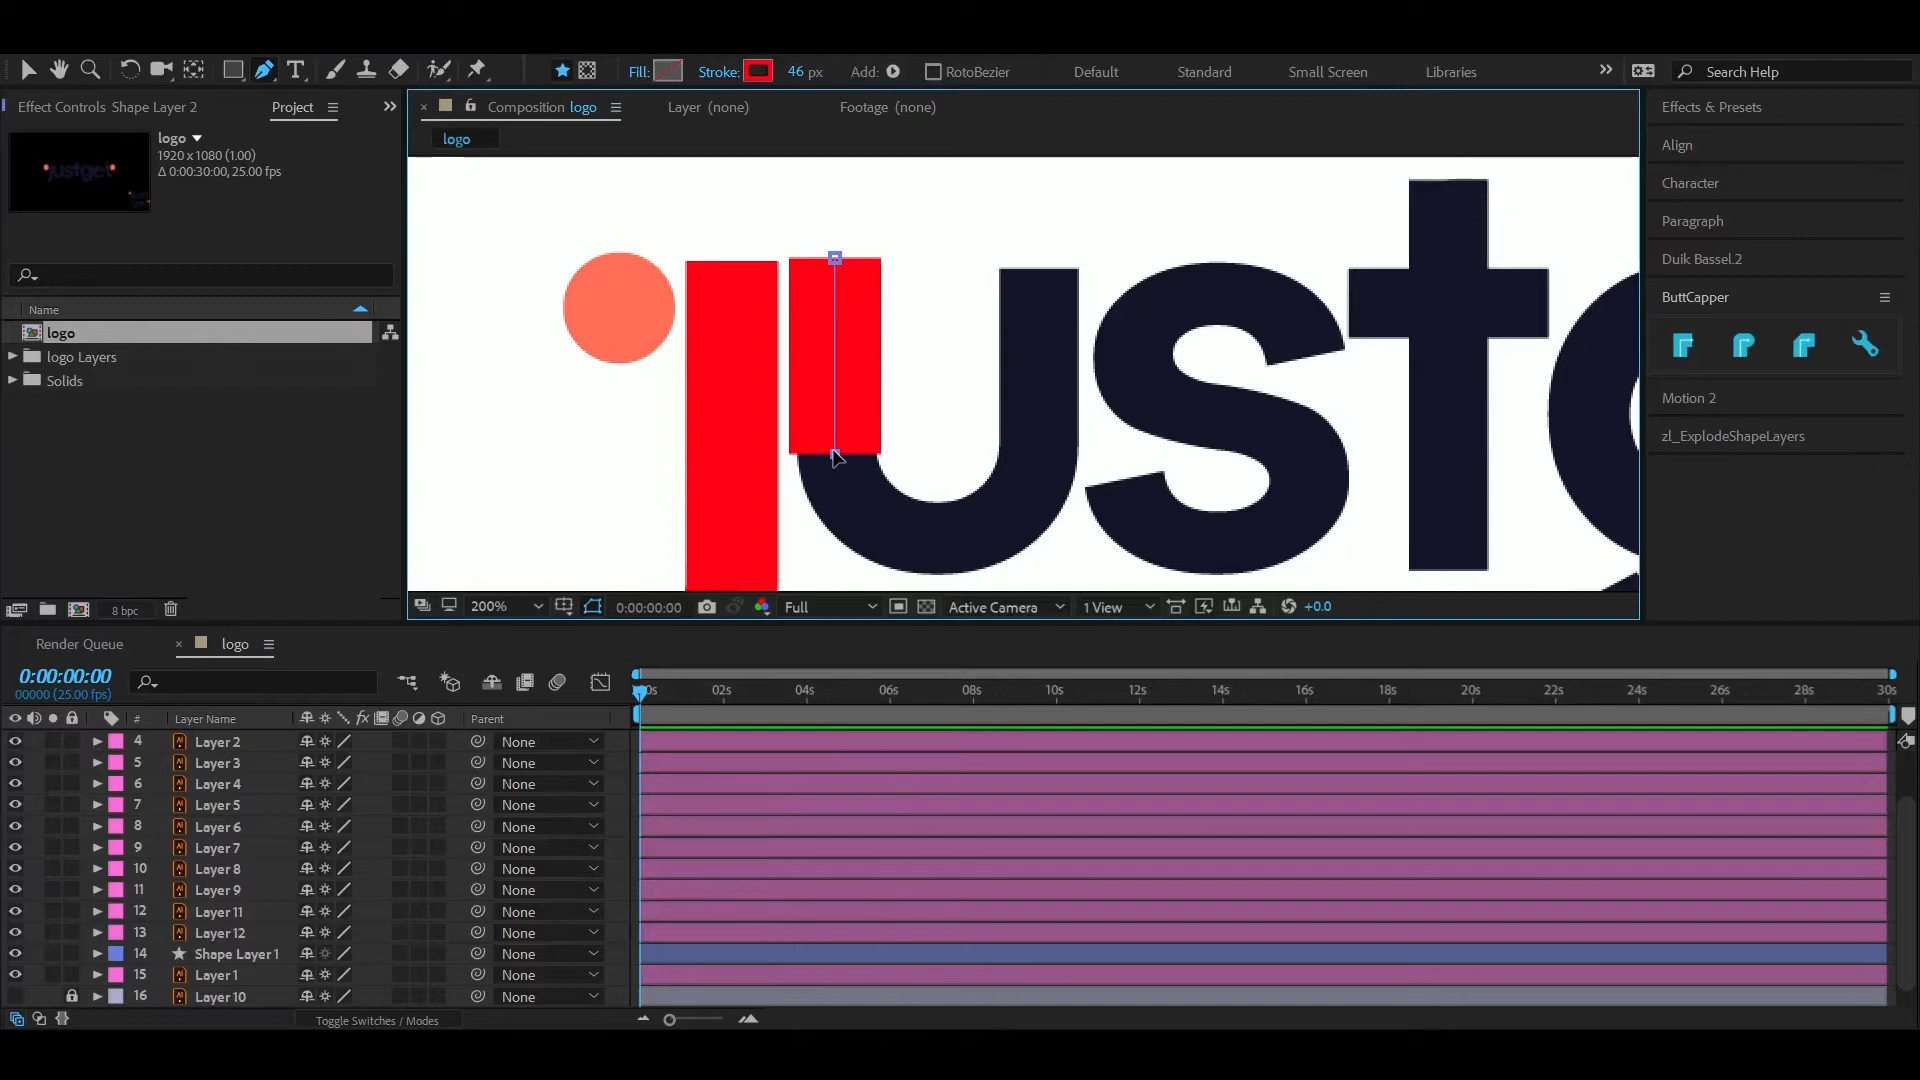 Fill:
Stroke:
46 px
Add:
RotoBezier
Default
Standard
Small Screen
Libraries
Search Help
Effect Controls Shape Layer 2
Project
Composition logo
Layer (none)
Footage (none)
logo
logo
1920 x 1080 (1.00)
Δ 0:00:30:00, 25.00 fps
justget
Name
logo
logo Layers
Solids
8 bpc
just
200%
0:00:00:00
Full
Active Camera
1 View
+0.0
Effects & Presets
Align
Character
Paragraph
Duik Bassel.2
ButtCapper
Motion 2
zl_ExplodeShapeLayers
Render Queue
logo
0:00:00:00
00000 (25.00 fps)
0s 02s 04s 06s 08s 10s 12s 14s 16s 18s 20s 22s 24s 26s 28s 30s
# Layer Name fx Parent
4 Layer 2 None
5 Layer 3 None
6 Layer 4 None
7 Layer 5 None
8 Layer 6 None
9 Layer 7 None
10 Layer 8 None
11 Layer 9 None
12 Layer 11 None
13 Layer 12 None
14 Shape Layer 1 None
15 Layer 1 None
16 Layer 10 None
Toggle Switches / Modes